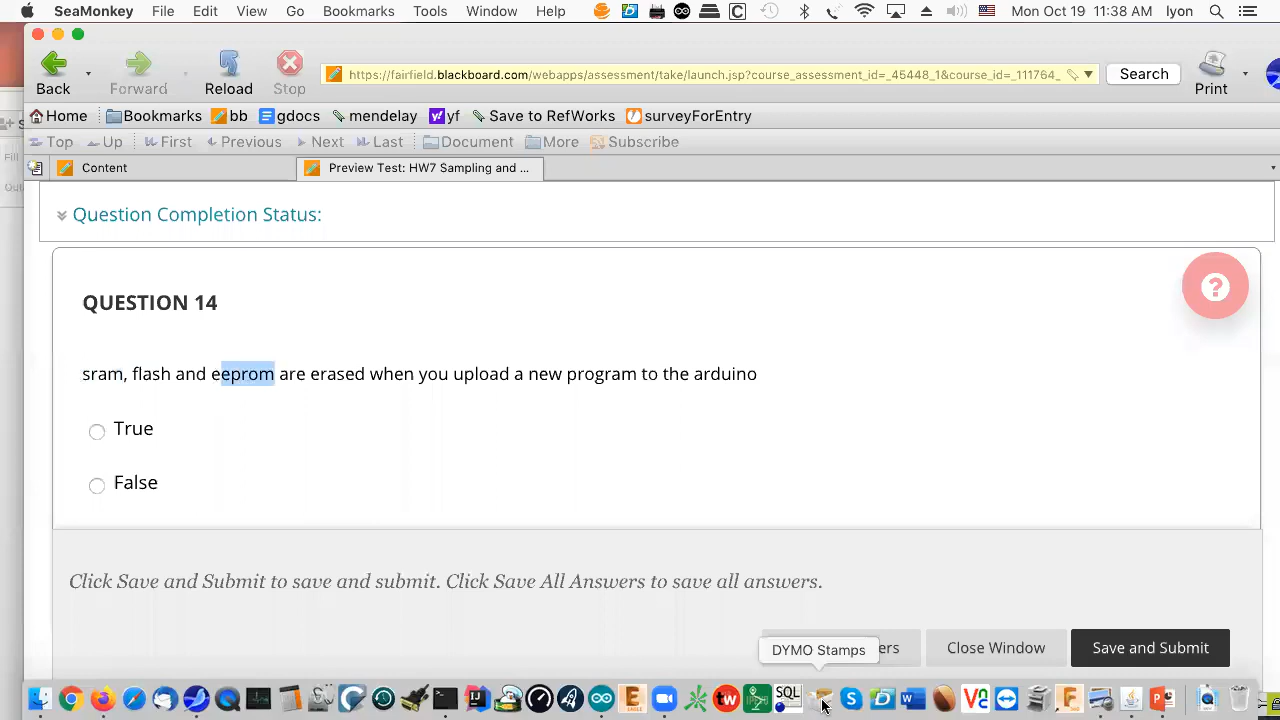 SeaMonkey File Edit View Go Bookmarks Tools Window Help Mon Oct 19 11:38 AM lyon
https://fairfield.blackboard.com/webapps/assessment/take/launch.jsp?course_assessment_id=_45448_1&course_id=_111764_ Search
Back Forward Reload Stop Print
Home Bookmarks bb gdocs mendelay yf Save to RefWorks surveyForEntry
Top Up First Previous Next Last Document More Subscribe
Content Preview Test: HW7 Sampling and ...
Question Completion Status:
QUESTION 14
sram, flash and eeprom are erased when you upload a new program to the arduino
True
False
Click Save and Submit to save and submit. Click Save All Answers to save all answers.
DYMO Stamps Close Window Save and Submit